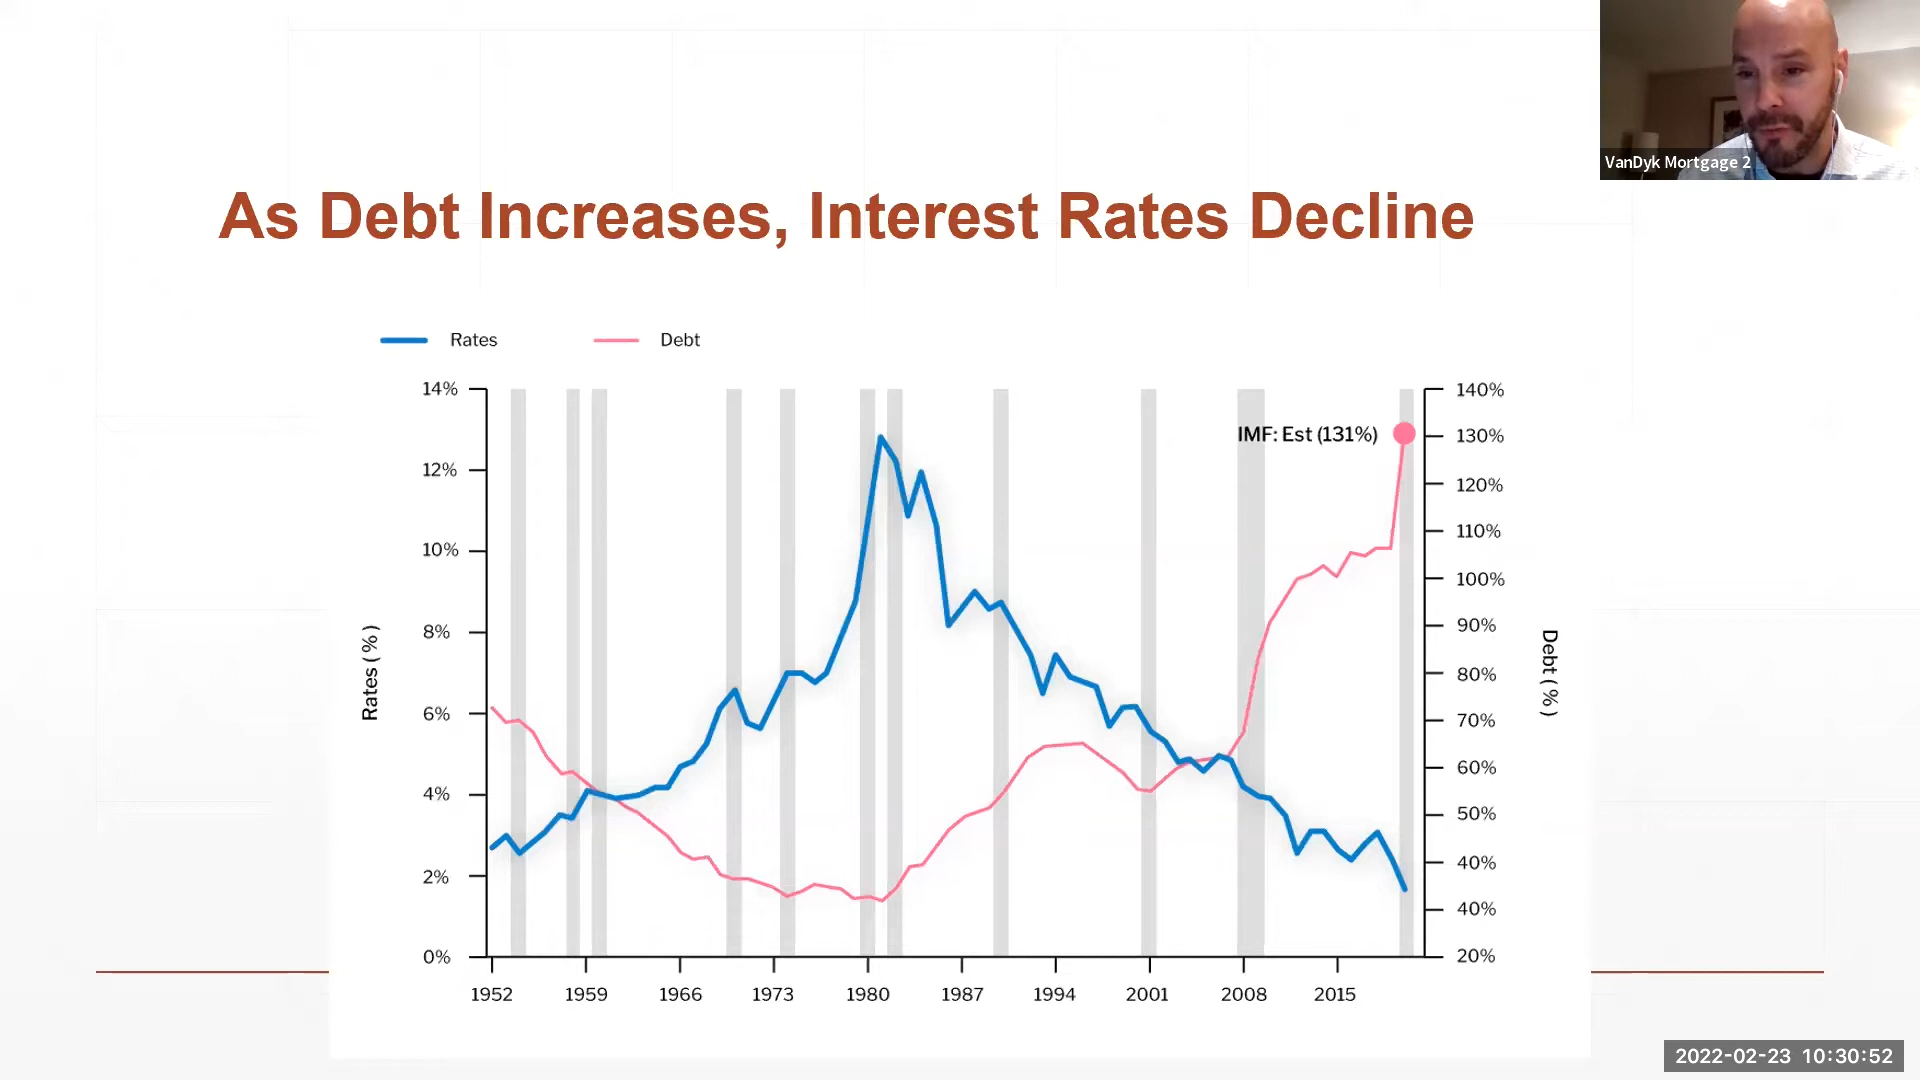 VanDyk Mortgage 2
As Debt Increases, Interest Rates Decline
Rates
Debt
14%
12%
10%
8%
6%
4%
2%
0%
Rates (%)
IMF: Est (131%)
140%
130%
120%
110%
100%
90%
80%
70%
60%
50%
40%
40%
20%
Debt (%)
1952 1959 1966 1973 1980 1987 1994 2001 2008 2015
2022-02-23 10:30:52